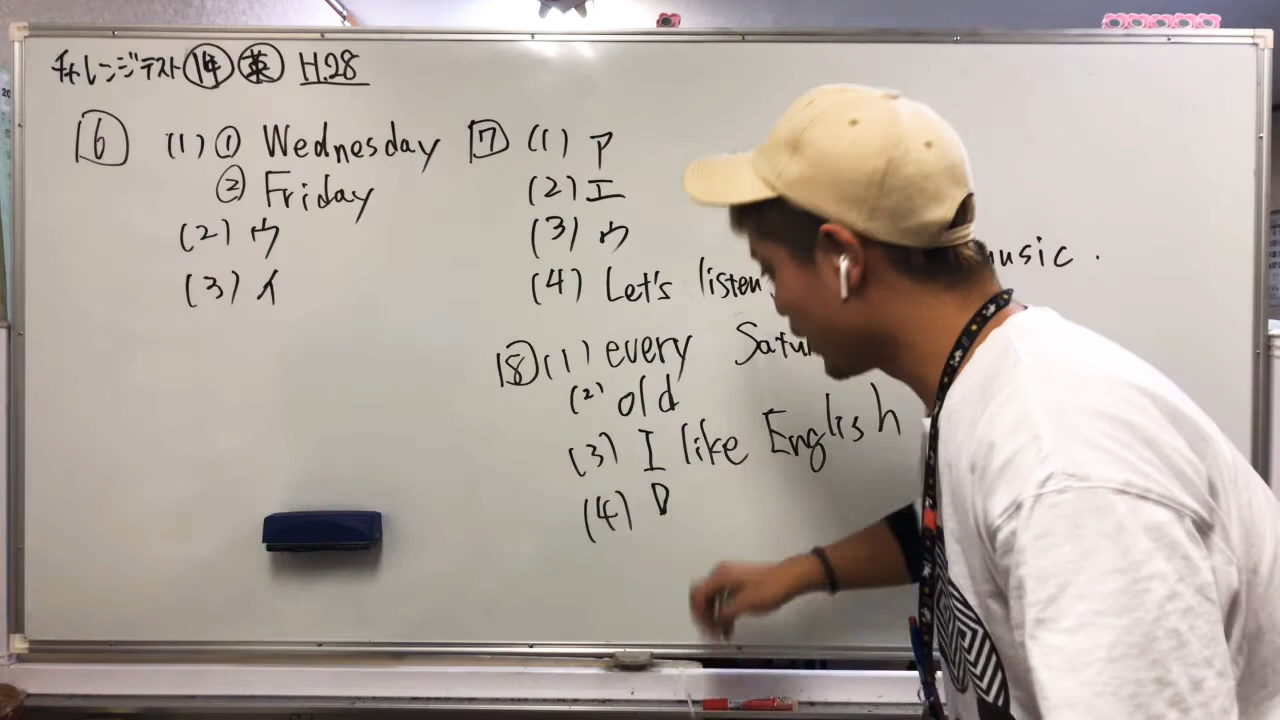 チャレンジテスト 1年 英 H.28
6 (1) ① Wednesday
② Friday
(2) ウ
(3) イ
7 (1) ア
(2) エ
(3) ウ
(4) Let's listen music.
8 (1) every
(2) old
(3) I like English
(4) D